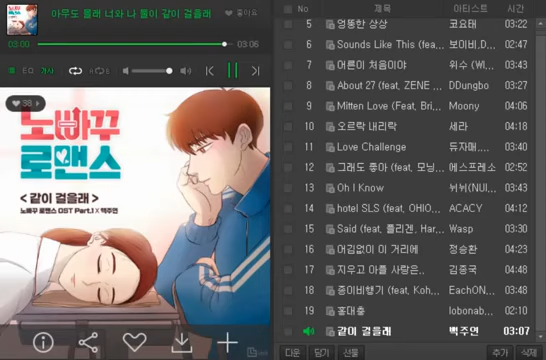 아무도 몰래 너와 나 둘이 같이 걸을래
좋아요
03:00
03:06
EQ 가사
A B
38
노빠꾸
로맨스
< 같이 걸을래 >
노빠꾸 로맨스 OST Part.1 X 백주연
No 제목 아티스트 시간
5 엉뚱한 상상 코요태 03:22
6 Sounds Like This (fea... 보이비,D... 02:47
7 어른이 처음이야 위수 (WI... 03:43
8 About 27 (feat, ZENE ... DDungbo 03:27
9 Mitten Love (Feat, Bri... Moony 04:06
10 오르락 내리락 세라 04:18
11 Love Challenge 듀자매,... 03:40
12 그래도 좋아 (feat, 모닝... 에스프레소 02:52
13 Oh I Know 뉘뉘(NUI... 03:43
14 hotel SLS (feat, OHIO... ACACY 04:12
15 Said (feat, 플리겐, Har... Wasp 03:30
16 어김없이 이 거리에 정승환 04:23
17 지우고 아플 사랑은,, 김종국 04:48
18 준이비행기 (feat, Koh... EachON... 03:48
19 홍대출 lobonab... 02:10
같이 걸을래 백주연 03:07
다운 담기 선물 추가 삭제